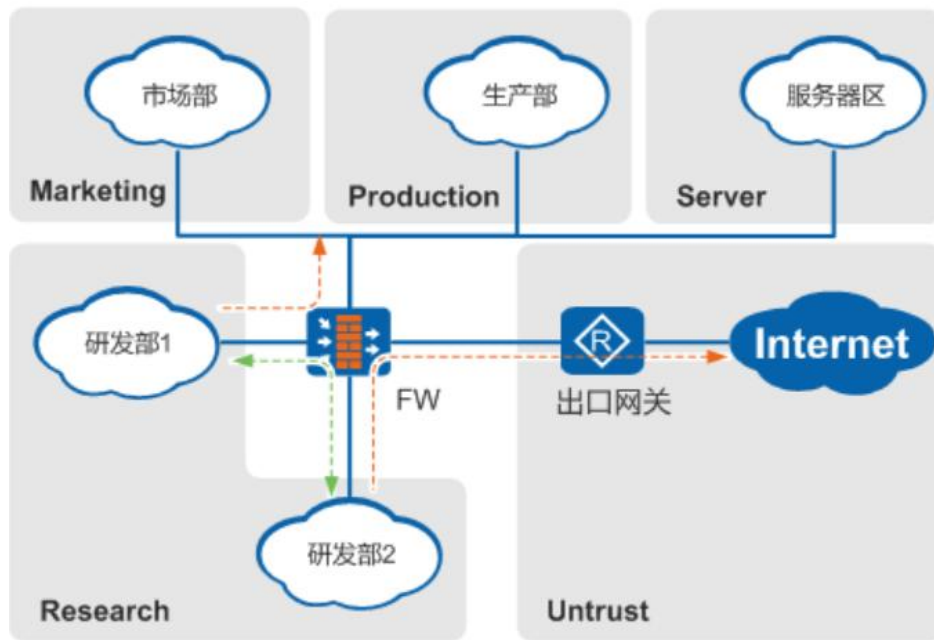 市场部
生产部
服务器区
Marketing
Production
Server
研发部1
R
Internet
FW
出口网关
研发部2
Research
Untrust